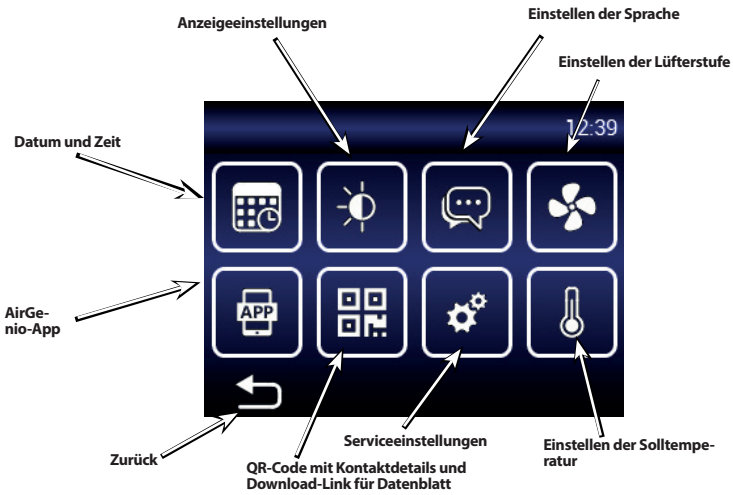 Einstellen der Sprache
Anzeigeeinstellungen
Einstellen der Lüfterstufe
12:39
Datum und Zeit
AirGe-
nio-App
APP
Serviceeinstellungen
Einstellen der Solltempe-
ratur
Zurück
QR-Code mit Kontaktdetails und
Download-Link für Datenblatt